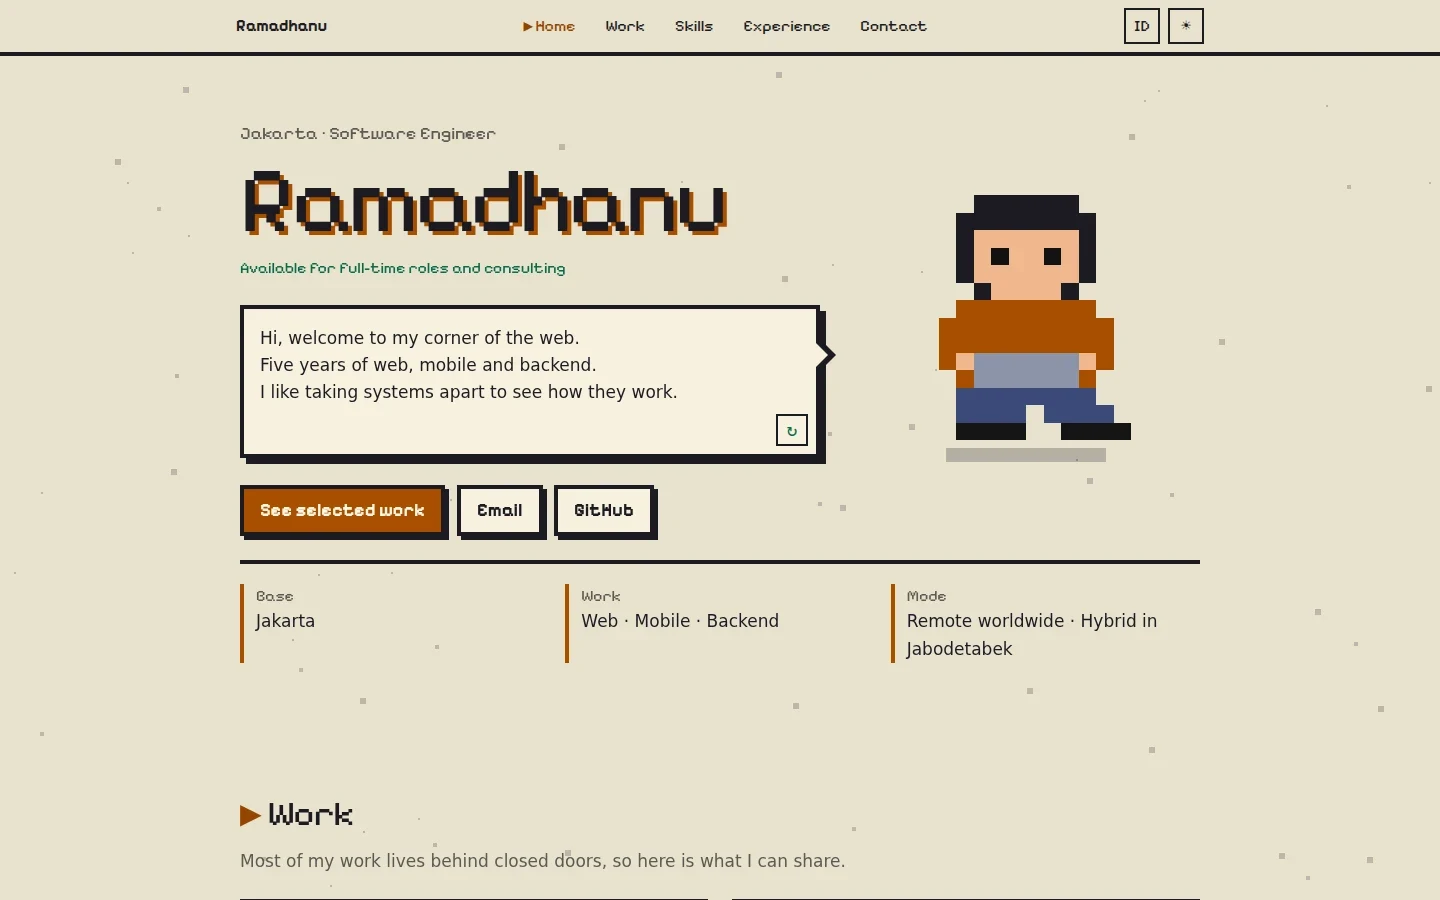 Ramadhanu
▶Home Work Skills Experience Contact
ID ☀
Jakarta · Software Engineer
Ramadhanu
Available for full-time roles and consulting
Hi, welcome to my corner of the web.
Five years of web, mobile and backend.
I like taking systems apart to see how they work.
↻
See selected work
Email
GitHub
Base
Jakarta
Work
Web · Mobile · Backend
Mode
Remote worldwide · Hybrid in
Jabodetabek
▶Work
Most of my work lives behind closed doors, so here is what I can share.